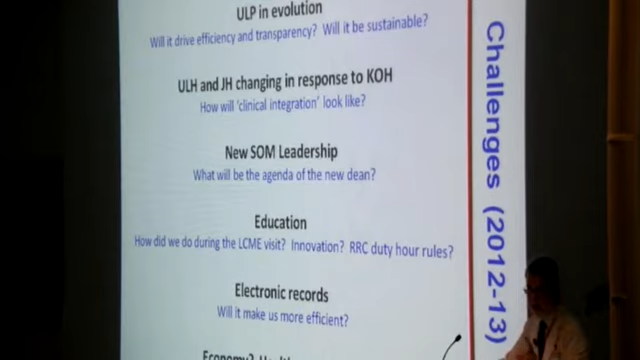 ULP in evolution
Will it drive efficiency and transparency? Will it be sustainable?
ULH and JH changing in response to KOH
How will 'clinical integration' look like?
New SOM Leadership
What will be the agenda of the new dean?
Education
How did we do during the LCME visit? Innovation? RRC duty hour rules?
Electronic records
Will it make us more efficient?
Economy?
Challenges (2012-13)